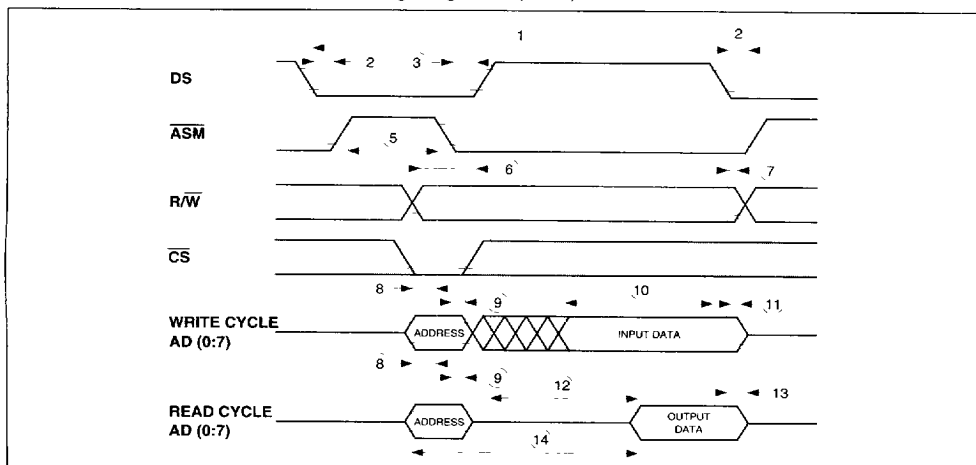 1
2
DS
2
3
ASM
5
6
7
R/W
CS
8
9
10
11
WRITE CYCLE
AD (0:7)
ADDRESS
INPUT DATA
8
9
12
13
READ CYCLE
AD (0:7)
ADDRESS
OUTPUT
DATA
14